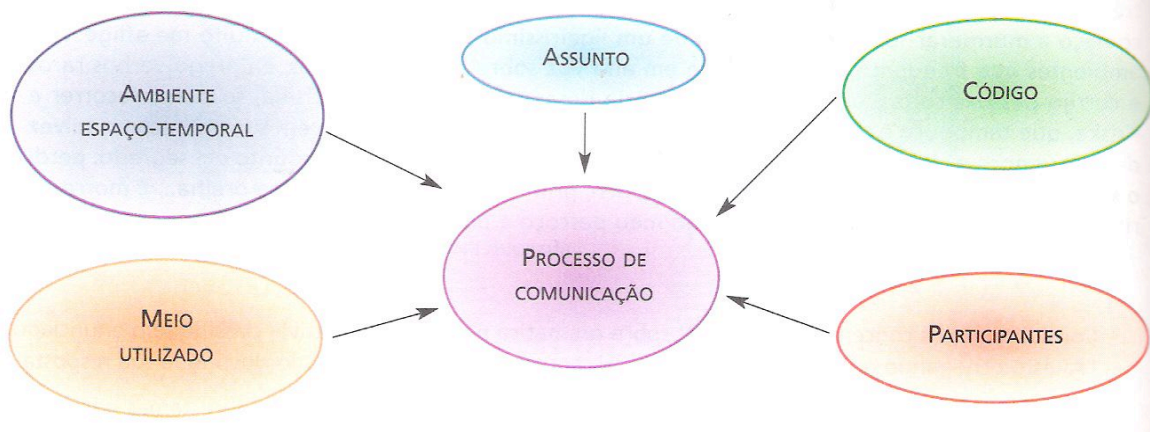 AMBIENTE
ESPAÇO-TEMPORAL
ASSUNTO
CÓDIGO
PROCESSO DE
COMUNICAÇÃO
MEIO
UTILIZADO
PARTICIPANTES